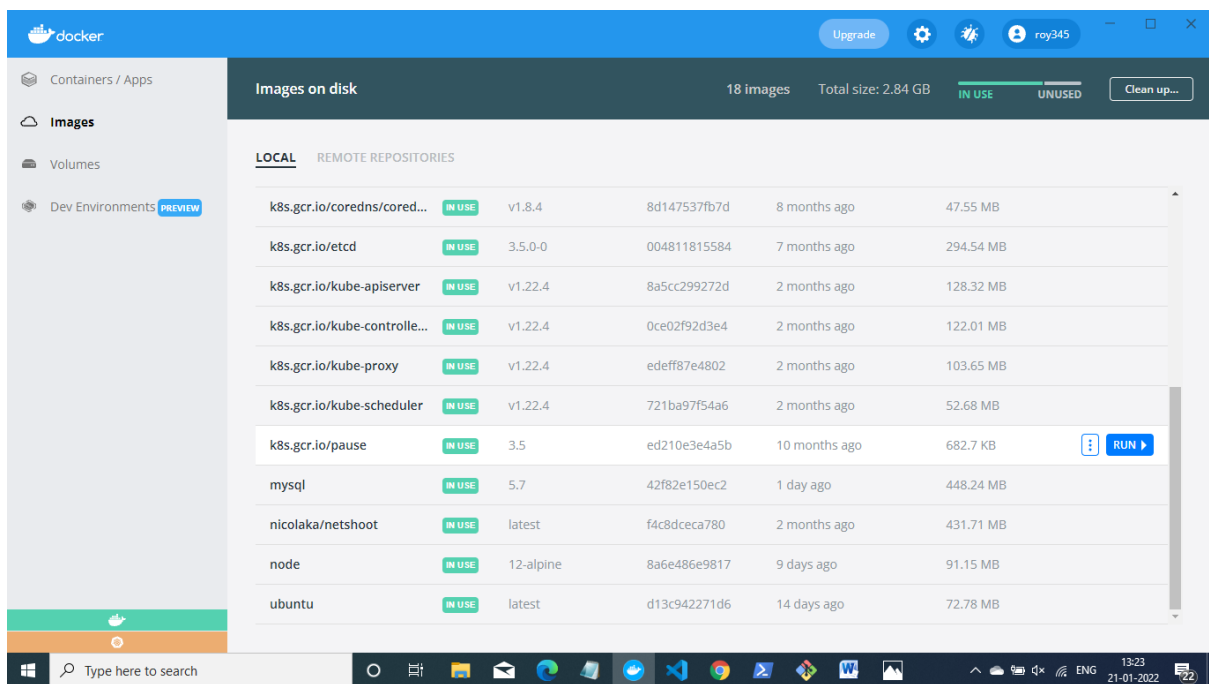 docker
Upgrade
roy345
Containers / Apps
Images
Volumes
Dev Environments PREVIEW
Images on disk
18 images Total size: 2.84 GB IN USE UNUSED Clean up...
LOCAL REMOTE REPOSITORIES
k8s.gcr.io/coredns/cored... IN USE v1.8.4 8d147537fb7d 8 months ago 47.55 MB
k8s.gcr.io/etcd IN USE 3.5.0-0 004811815584 7 months ago 294.54 MB
k8s.gcr.io/kube-apiserver IN USE v1.22.4 8a5cc299272d 2 months ago 128.32 MB
k8s.gcr.io/kube-controlle... IN USE v1.22.4 0ce02f92d3e4 2 months ago 122.01 MB
k8s.gcr.io/kube-proxy IN USE v1.22.4 edeff87e4802 2 months ago 103.65 MB
k8s.gcr.io/kube-scheduler IN USE v1.22.4 721ba97f54a6 2 months ago 52.68 MB
k8s.gcr.io/pause IN USE 3.5 ed210e3e4a5b 10 months ago 682.7 KB RUN
mysql IN USE 5.7 42f82e150ec2 1 day ago 448.24 MB
nicolaka/netshoot IN USE latest f4c8dceca780 2 months ago 431.71 MB
node IN USE 12-alpine 8a6e486e9817 9 days ago 91.15 MB
ubuntu IN USE latest d13c942271d6 14 days ago 72.78 MB
Type here to search
ENG
13:23
21-01-2022
22